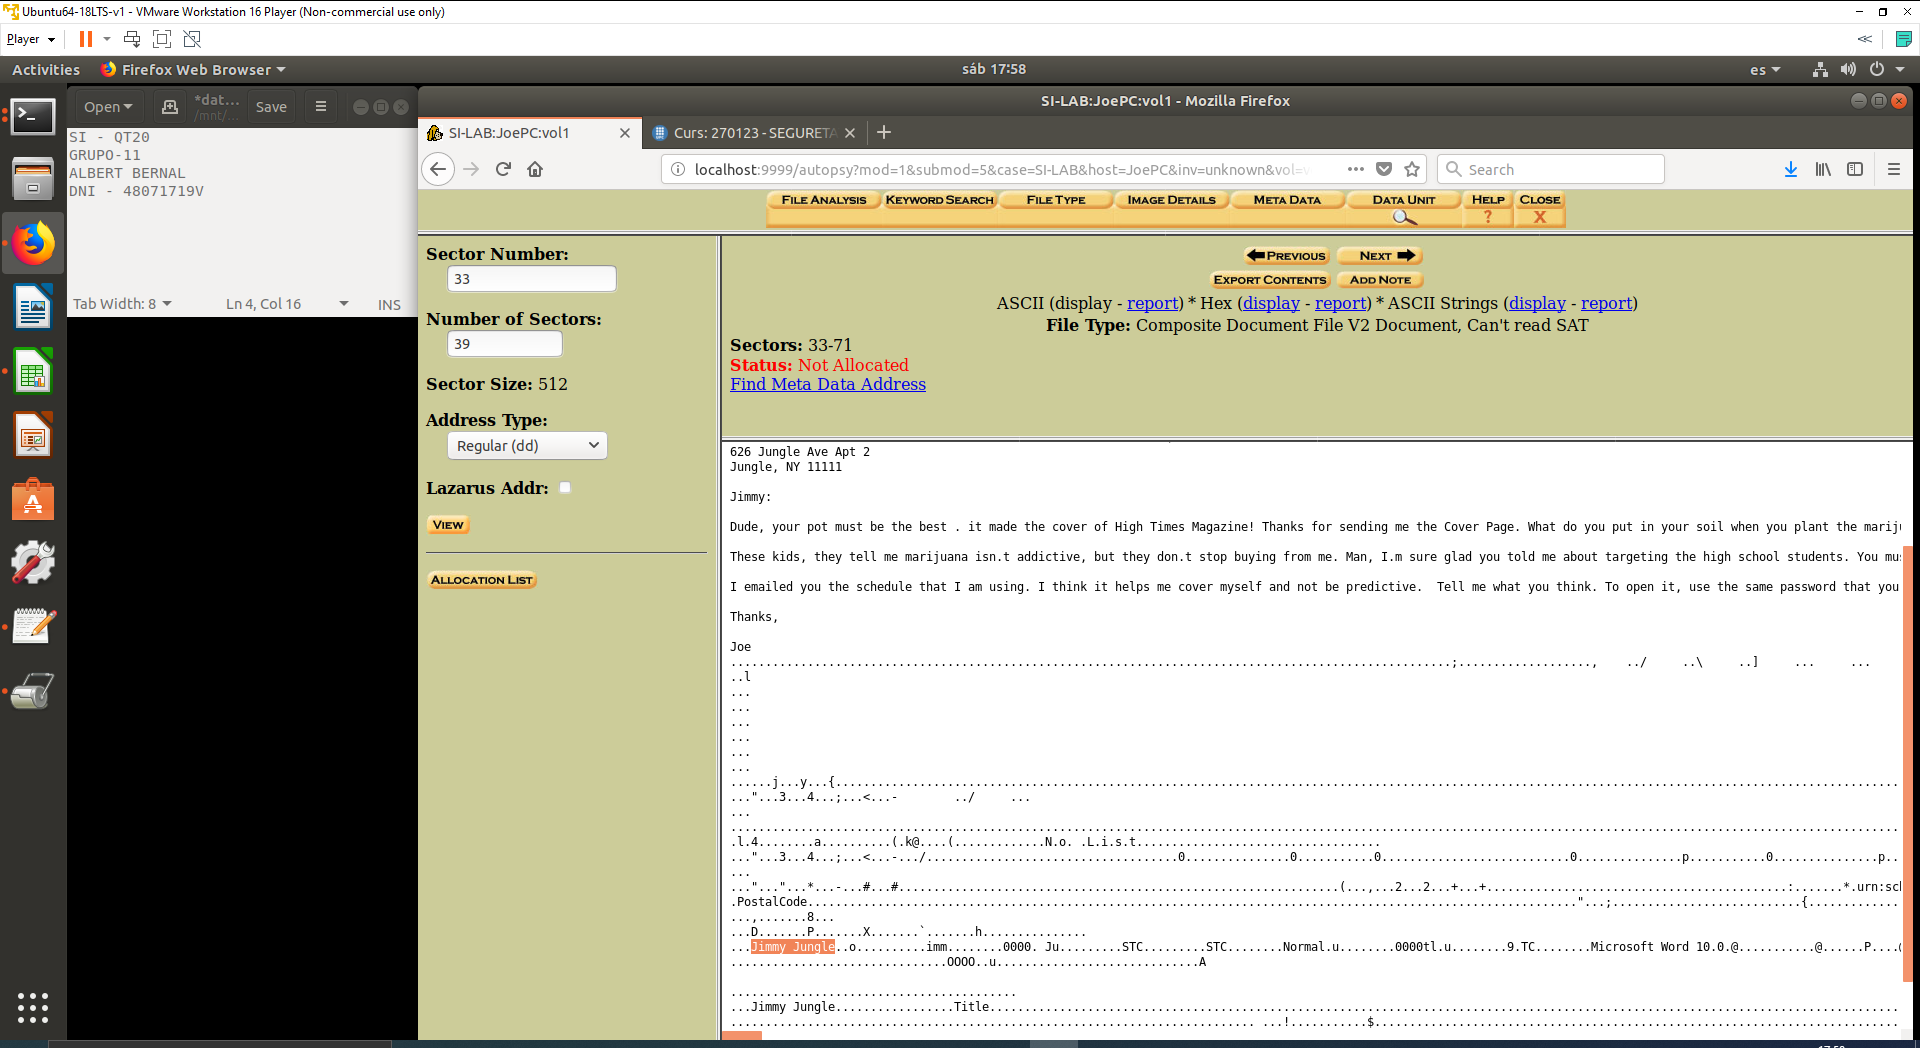 Ubuntu64-18LTS-v1 - VMware Workstation 16 Player (Non-commercial use only)
Player
Activities
Firefox Web Browser
sáb 17:58
es
Open
*dat...
/mnt/...
Save
SI - QT20
GRUPO-11
ALBERT BERNAL
DNI - 48071719V
Tab Width: 8
Ln 4, Col 16
INS
SI-LAB:JoePC:vol1 - Mozilla Firefox
SI-LAB:JoePC:vol1
Curs: 270123 - SEGURETA
localhost:9999/autopsy?mod=1&submod=5&case=SI-LAB&host=JoePC&inv=unknown&vol=v
Search
FILE ANALYSIS
KEYWORD SEARCH
FILE TYPE
IMAGE DETAILS
META DATA
DATA UNIT
HELP
?
CLOSE
X
Sector Number:
33
Number of Sectors:
39
Sector Size: 512
Address Type:
Regular (dd)
Lazarus Addr:
VIEW
ALLOCATION LIST
PREVIOUS
NEXT
EXPORT CONTENTS
ADD NOTE
ASCII (display - report) * Hex (display - report) * ASCII Strings (display - report)
File Type: Composite Document File V2 Document, Can't read SAT
Sectors: 33-71
Status: Not Allocated
Find Meta Data Address
626 Jungle Ave Apt 2
Jungle, NY 11111
Jimmy:
Dude, your pot must be the best . it made the cover of High Times Magazine! Thanks for sending me the Cover Page. What do you put in your soil when you plant the mariju
These kids, they tell me marijuana isn.t addictive, but they don.t stop buying from me. Man, I.m sure glad you told me about targeting the high school students. You mus
I emailed you the schedule that I am using. I think it helps me cover myself and not be predictive.  Tell me what you think. To open it, use the same password that you
Thanks,
Joe
.......................................................................................................;..................,    ../     ..\     ..]     ...     ...
..l
...
...
...
...
...
...
......j...y...{........................................................................
..."...3...4...;...<...-        ../     ...
...
.l.4........a..........(.k@....(.............N.o. .L.i.s.t...................................
..."...3...4...;...<...-.../....................................0...............0...........0...........................0...............p...........0...............p..
...
..."..."...*...-...#...#...............................................................(...,...2...2...+...+...........................................:.......*.urn:sch
.PostalCode..............................................................................................................."...;...........................{.............
...,.......8...
...D.......P.......X.......`.......h...............
...Jimmy Jungle..o..........imm........0000. Ju.........STC.........STC........Normal.u........0000tl.u........9.TC........Microsoft Word 10.0.@...........@......P....@
...............................0000..u.............................A
.........................................
...Jimmy Jungle.................Title..................
........................................................................... ...!...........$..................